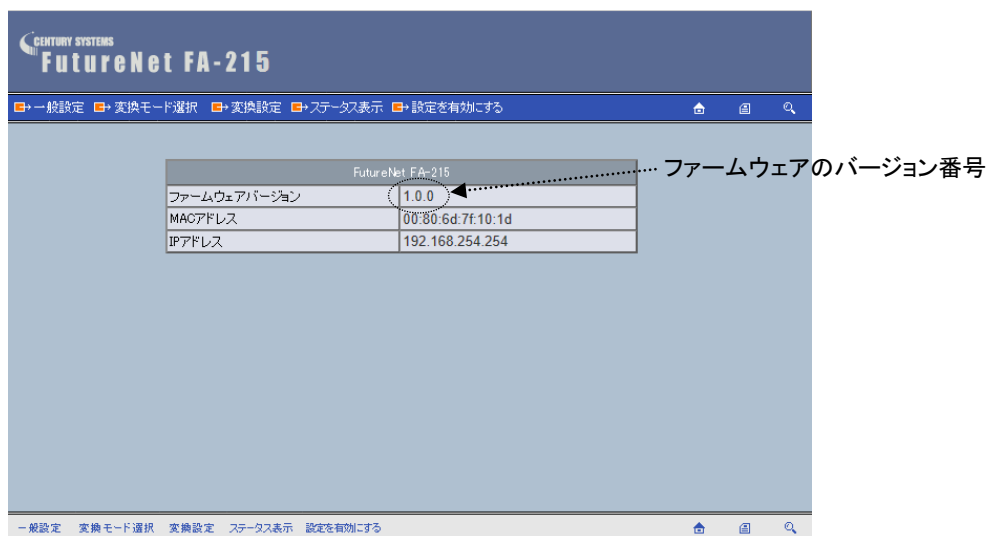 CENTURY SYSTEMS
FutureNet FA-215
一般設定 変換モード選択 変換設定 ステータス表示 設定を有効にする
FutureNet FA-215
ファームウェアのバージョン番号
ファームウェアバージョン 1.0.0
MACアドレス 00:80:6d:7f:10:1d
IPアドレス 192.168.254.254
一般設定 変換モード選択 変換設定 ステータス表示 設定を有効にする